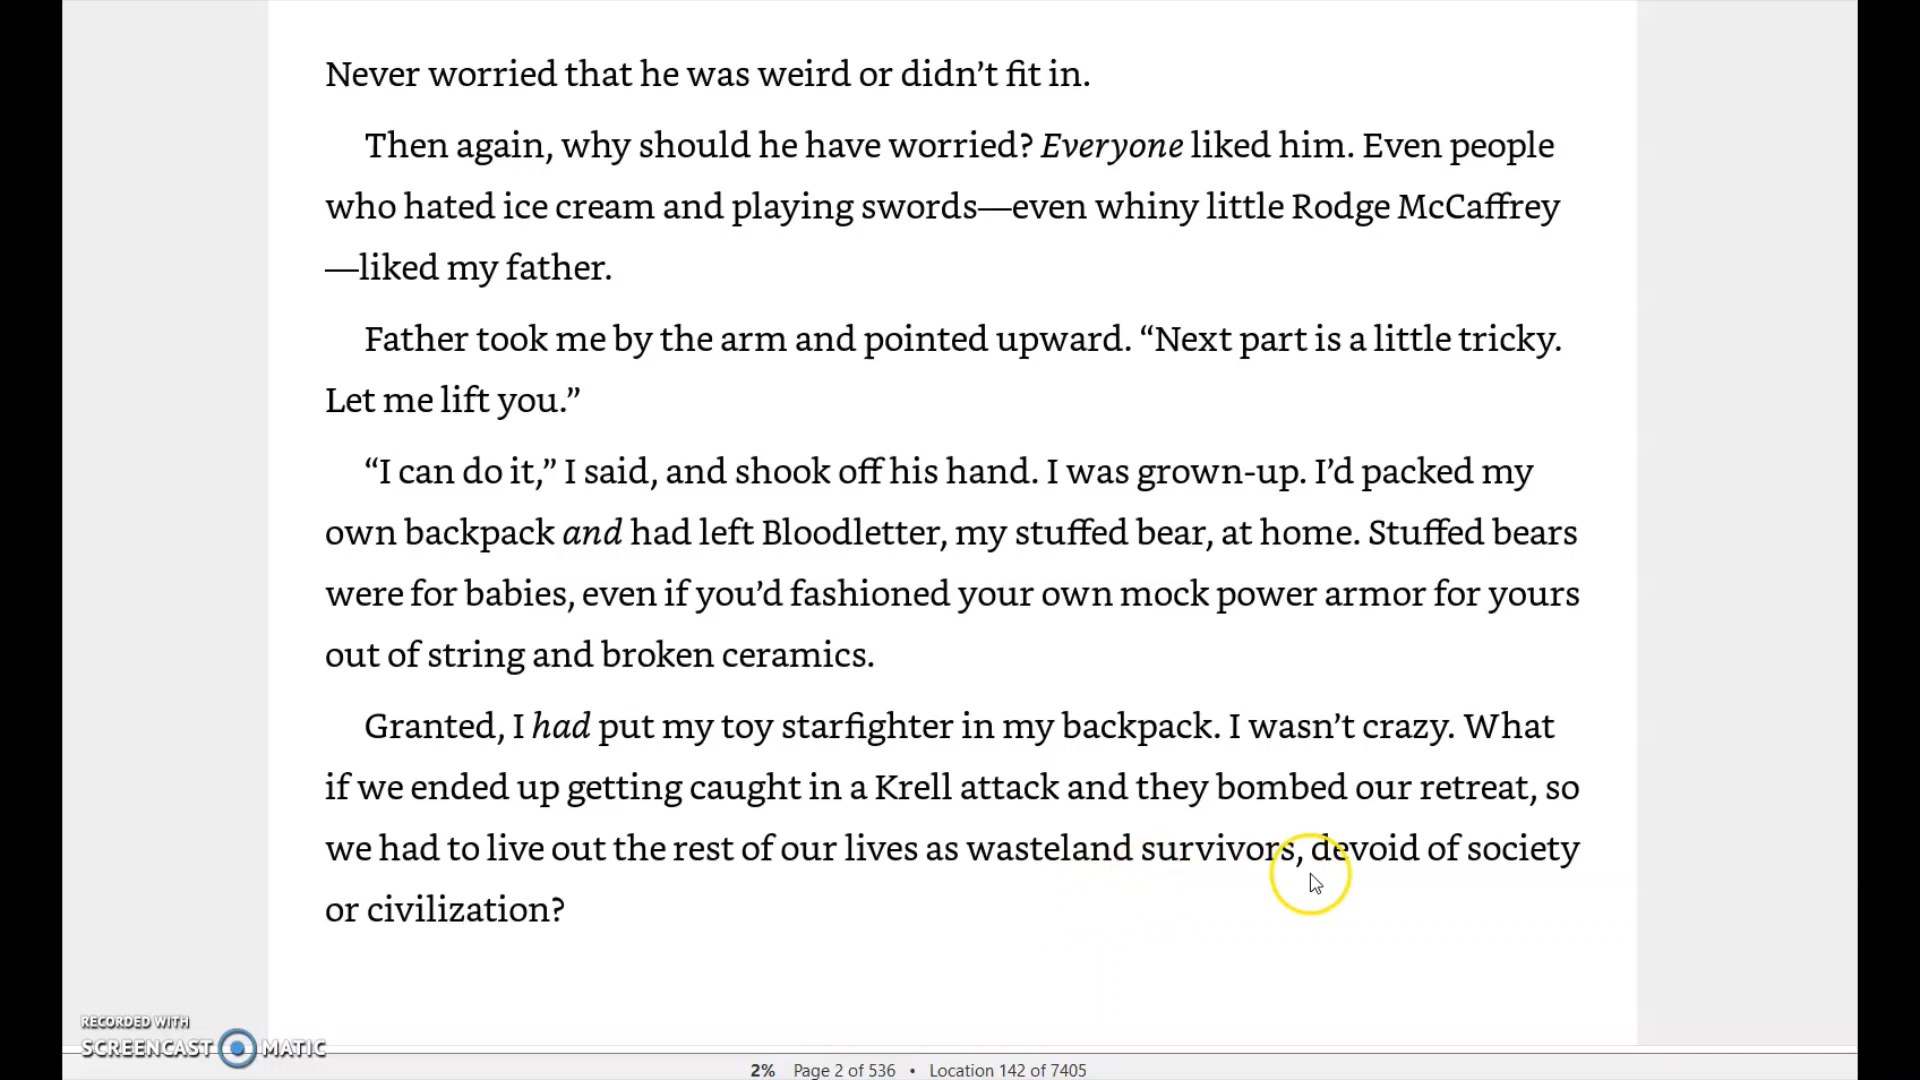 Never worried that he was weird or didn’t fit in.
Then again, why should he have worried? Everyone liked him. Even people
who hated ice cream and playing swords—even whiny little Rodge McCaffrey
—liked my father.
Father took me by the arm and pointed upward. “Next part is a little tricky.
Let me lift you.”
“I can do it,” I said, and shook off his hand. I was grown-up. I’d packed my
own backpack and had left Bloodletter, my stuffed bear, at home. Stuffed bears
were for babies, even if you’d fashioned your own mock power armor for yours
out of string and broken ceramics.
Granted, I had put my toy starfighter in my backpack. I wasn’t crazy. What
if we ended up getting caught in a Krell attack and they bombed our retreat, so
we had to live out the rest of our lives as wasteland survivors, devoid of society
or civilization?
RECORDED WITH
SCREENCAST MATIC
2% Page 2 of 536 • Location 142 of 7405